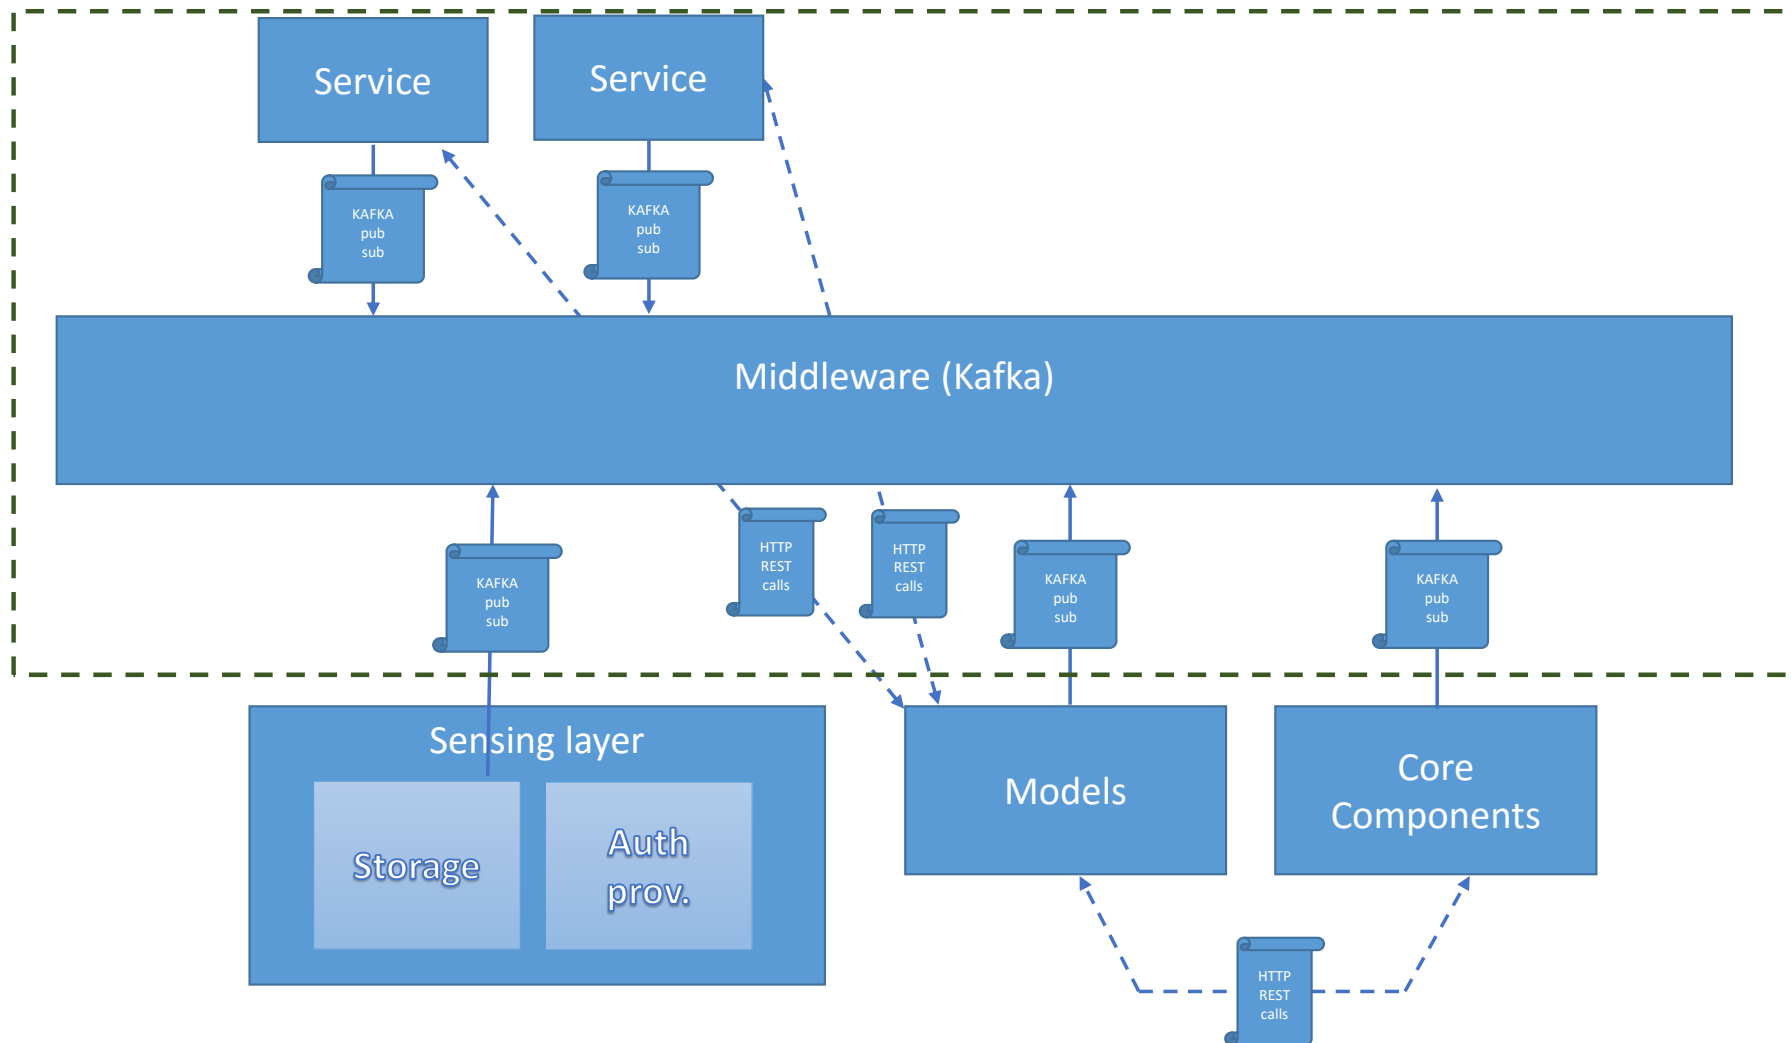 Service
Service
KAFKA
pub
sub
KAFKA
pub
sub
Middleware (Kafka)
KAFKA
pub
sub
HTTP
REST
calls
HTTP
REST
calls
KAFKA
pub
sub
KAFKA
pub
sub
Sensing layer
Storage
Auth
prov.
Models
Core
Components
HTTP
REST
calls